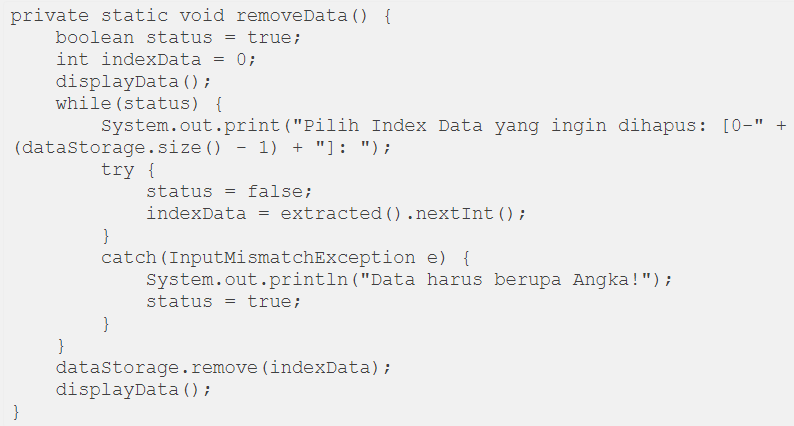 private static void removeData() {
    boolean status = true;
    int indexData = 0;
    displayData();
    while(status) {
        System.out.print("Pilih Index Data yang ingin dihapus: [0-" +
(dataStorage.size() - 1) + "]: ");
        try {
            status = false;
            indexData = extracted().nextInt();
        }
        catch(InputMismatchException e) {
            System.out.println("Data harus berupa Angka!");
            status = true;
        }
    }
    dataStorage.remove(indexData);
    displayData();
}